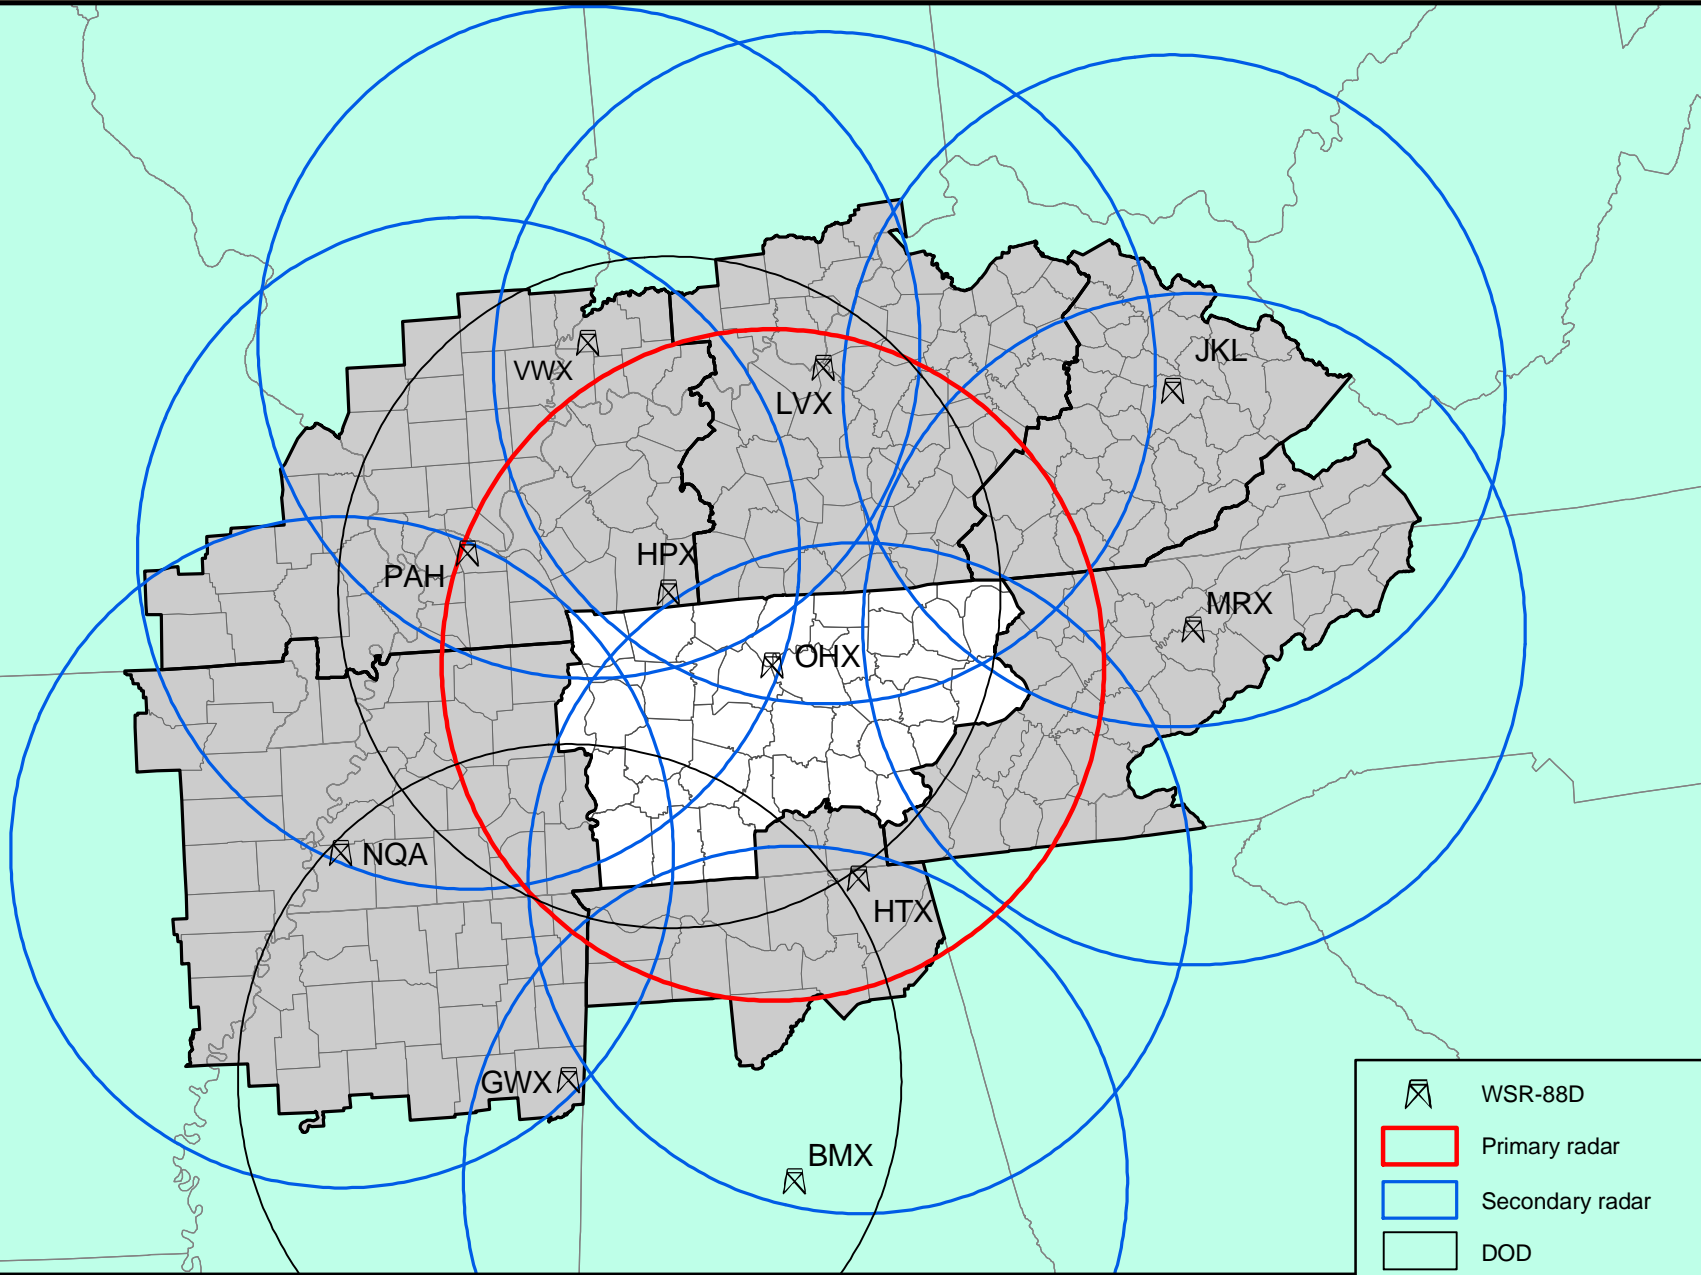 JKL
VWX
LVX
HPX
PAH
MRX
OHX
NQA
HTX
GWX
BMX
WSR-88D
Primary radar
Secondary radar
DOD